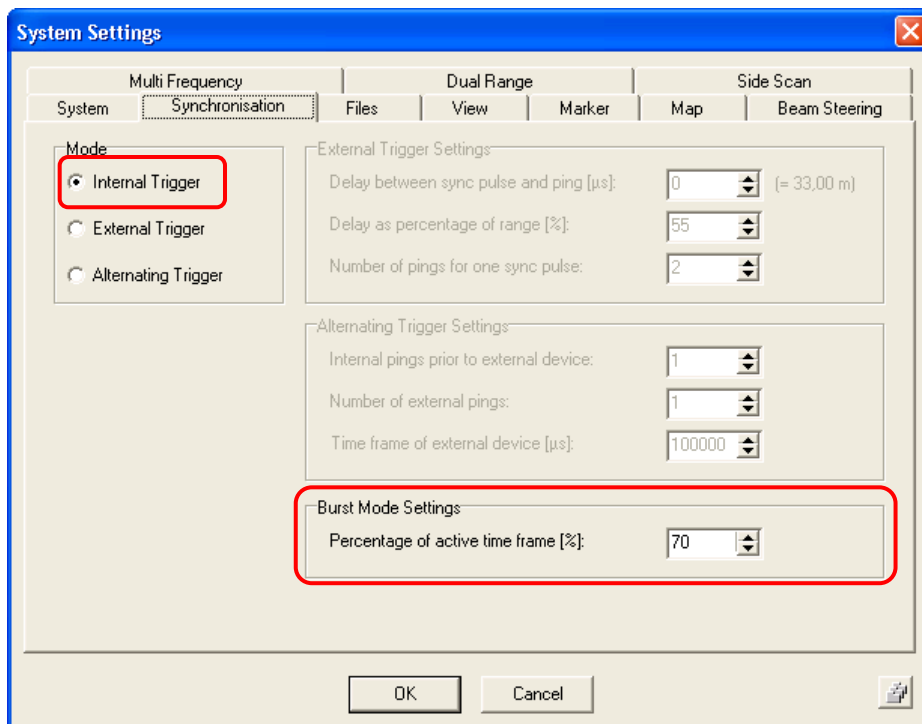 System Settings
Multi Frequency Dual Range Side Scan
System Synchronisation Files View Marker Map Beam Steering
Mode
Internal Trigger
External Trigger
Alternating Trigger
External Trigger Settings
Delay between sync pulse and ping [µs]: 0 (= 33,00 m)
Delay as percentage of range [%]: 55
Number of pings for one sync pulse: 2
Alternating Trigger Settings
Internal pings prior to external device: 1
Number of external pings: 1
Time frame of external device [µs]: 100000
Burst Mode Settings
Percentage of active time frame [%]: 70
OK Cancel